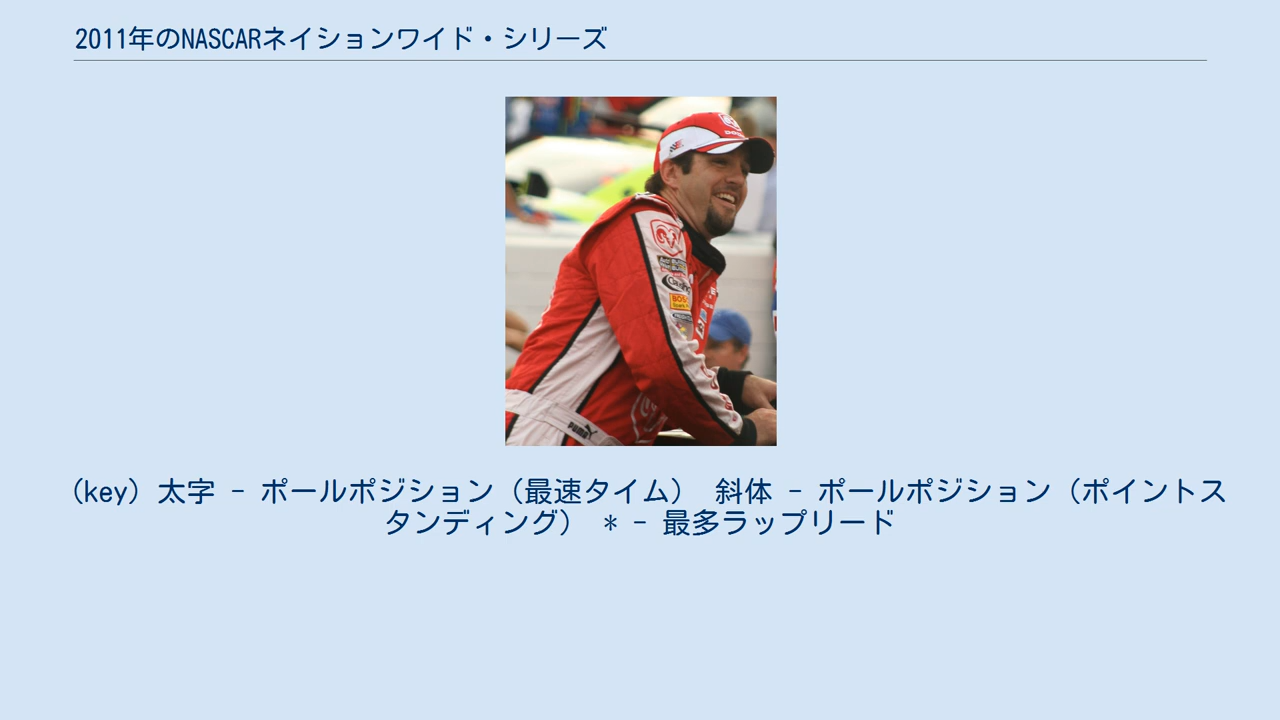 2011年のNASCARネイションワイド・シリーズ
PUMA
(key) 太字 - ポールポジション（最速タイム） 斜体 - ポールポジション（ポイントス
タンディング） * - 最多ラップリード